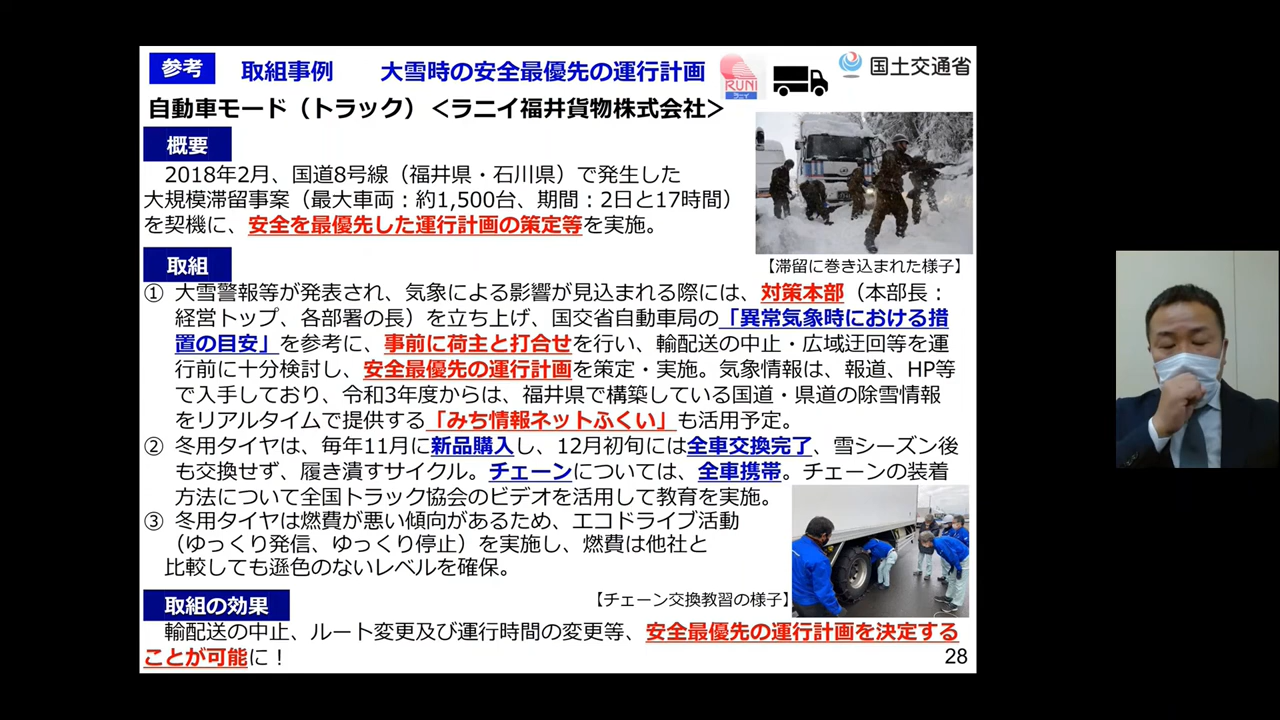 参考
取組事例 大雪時の安全最優先の運行計画
RUNI
ラニイ
国土交通省
自動車モード（トラック）＜ラニイ福井貨物株式会社＞
概要
2018年2月、国道8号線（福井県・石川県）で発生した
大規模滞留事案（最大車両：約1,500台、期間：2日と17時間）
を契機に、安全を最優先した運行計画の策定等を実施。
【滞留に巻き込まれた様子】
取組
① 大雪警報等が発表され、気象による影響が見込まれる際には、対策本部（本部長：
経営トップ、各部署の長）を立ち上げ、国交省自動車局の「異常気象時における措
置の目安」を参考に、事前に荷主と打合せを行い、輸配送の中止・広域迂回等を運
行前に十分検討し、安全最優先の運行計画を策定・実施。気象情報は、報道、HP等
で入手しており、令和3年度からは、福井県で構築している国道・県道の除雪情報
をリアルタイムで提供する「みち情報ネットふくい」も活用予定。
② 冬用タイヤは、毎年11月に新品購入し、12月初旬には全車交換完了、雪シーズン後
も交換せず、履き潰すサイクル。チェーンについては、全車携帯。チェーンの装着
方法について全国トラック協会のビデオを活用して教育を実施。
③ 冬用タイヤは燃費が悪い傾向があるため、エコドライブ活動
（ゆっくり発信、ゆっくり停止）を実施し、燃費は他社と
比較しても遜色のないレベルを確保。
【チェーン交換教習の様子】
取組の効果
輸配送の中止、ルート変更及び運行時間の変更等、安全最優先の運行計画を決定する
ことが可能に！
28